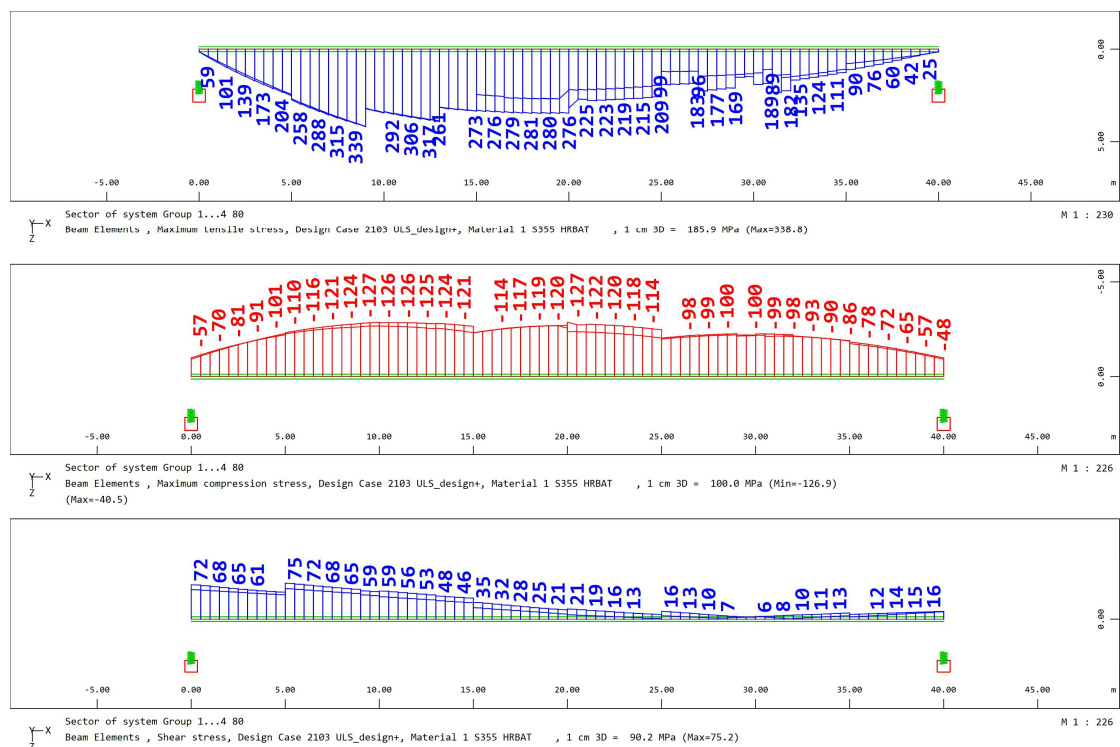 0.00
59 101 139 173 204 258 288 315 339 292 306 317 261 273 276 279 281 280 276 225 223 219 215 209 99 183 96 177 169 189 89 182 135 124 111 90 76 60 42 25
5.00
-5.00 0.00 5.00 10.00 15.00 20.00 25.00 30.00 35.00 40.00 45.00 m
Sector of system Group 1...4 80 M 1 : 230
Y X Z
Beam Elements , Maximum tensile stress, Design Case 2103 ULS_design+, Material 1 S355 HRBAT , 1 cm 3D = 185.9 MPa (Max=338.8)
-5.00
-57 -70 -81 -91 -101 -110 -116 -121 -124 -127 -126 -126 -125 -124 -121 -114 -117 -119 -120 -127 -122 -120 -118 -114 -98 -99 -100 -100 -99 -98 -93 -90 -86 -78 -72 -65 -57 -48
0.00
-5.00 0.00 5.00 10.00 15.00 20.00 25.00 30.00 35.00 40.00 45.00 m
Sector of system Group 1...4 80 M 1 : 226
Y X Z
Beam Elements , Maximum compression stress, Design Case 2103 ULS_design+, Material 1 S355 HRBAT , 1 cm 3D = 100.0 MPa (Min=-126.9)
(Max=-40.5)
72 68 65 61 75 72 68 65 59 59 56 53 48 46 35 32 28 25 21 21 19 16 13 16 13 10 7 6 8 10 11 13 12 14 15 16
0.00
-5.00 0.00 5.00 10.00 15.00 20.00 25.00 30.00 35.00 40.00 45.00 m
Sector of system Group 1...4 80 M 1 : 226
Y X Z
Beam Elements , Shear stress, Design Case 2103 ULS_design+, Material 1 S355 HRBAT , 1 cm 3D = 90.2 MPa (Max=75.2)